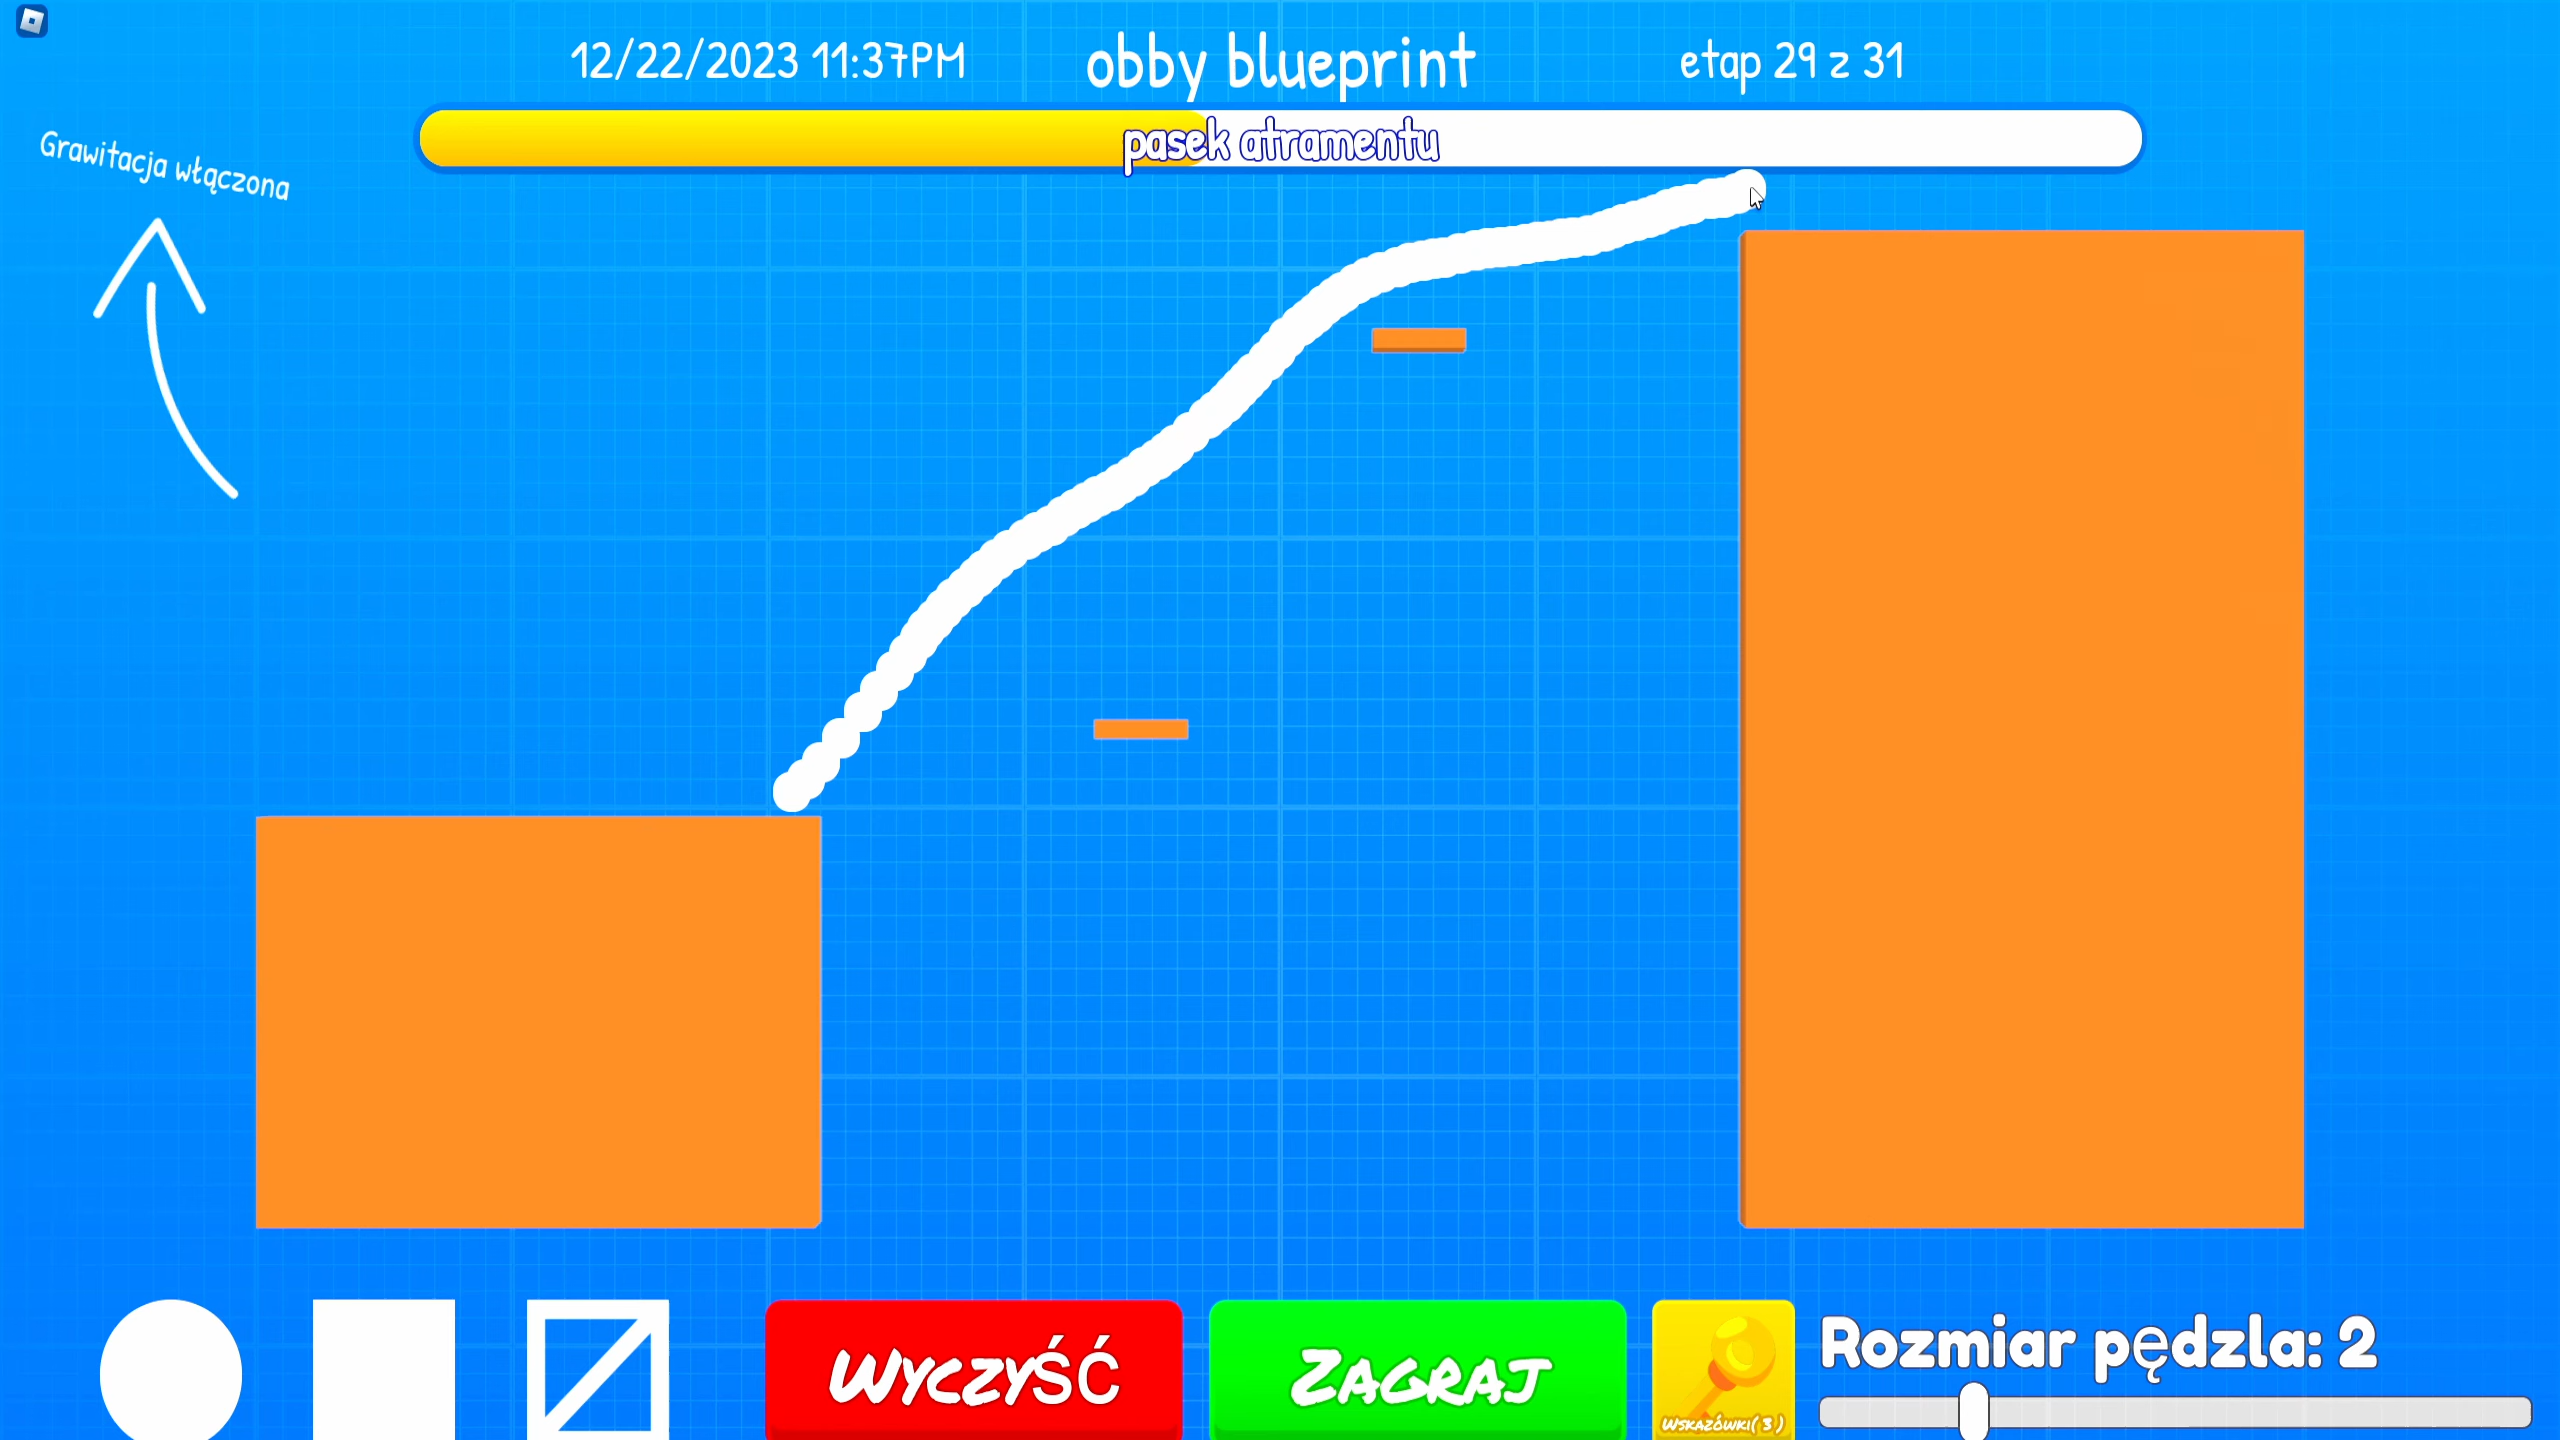 12/22/2023 11:37PM
obby blueprint
etap 29 z 31
pasek atramentu
Grawitacja włączona
WYCZYŚĆ
ZAGRAJ
WSKAZÓWKI( 3 )
Rozmiar pędzla: 2